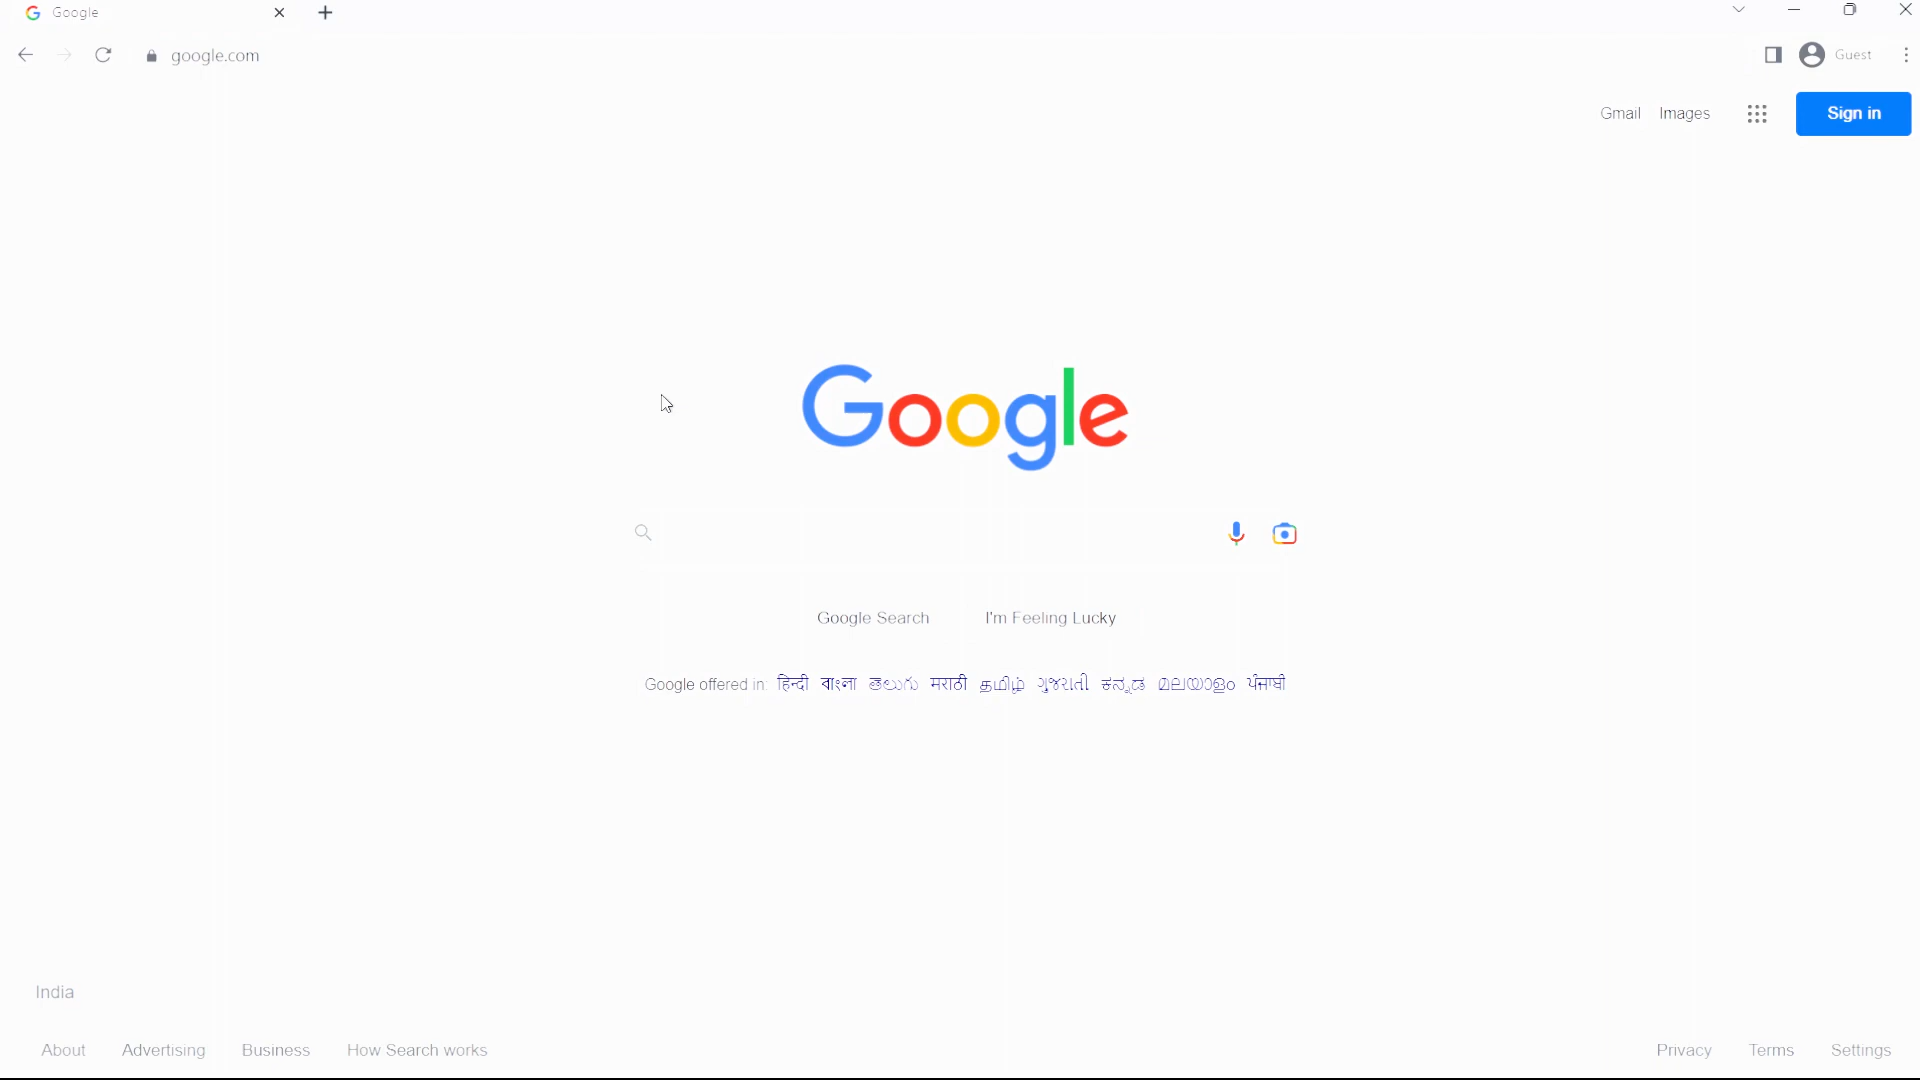 Google
google.com
Guest
Gmail Images Sign in
Google
Google Search I'm Feeling Lucky
Google offered in: हिन्दी বাংলা తెలుగు मराठी தமிழ் ગુજરાતી ಕನ್ನಡ മലയാളം ਪੰਜਾਬੀ
India
About Advertising Business How Search works Privacy Terms Settings